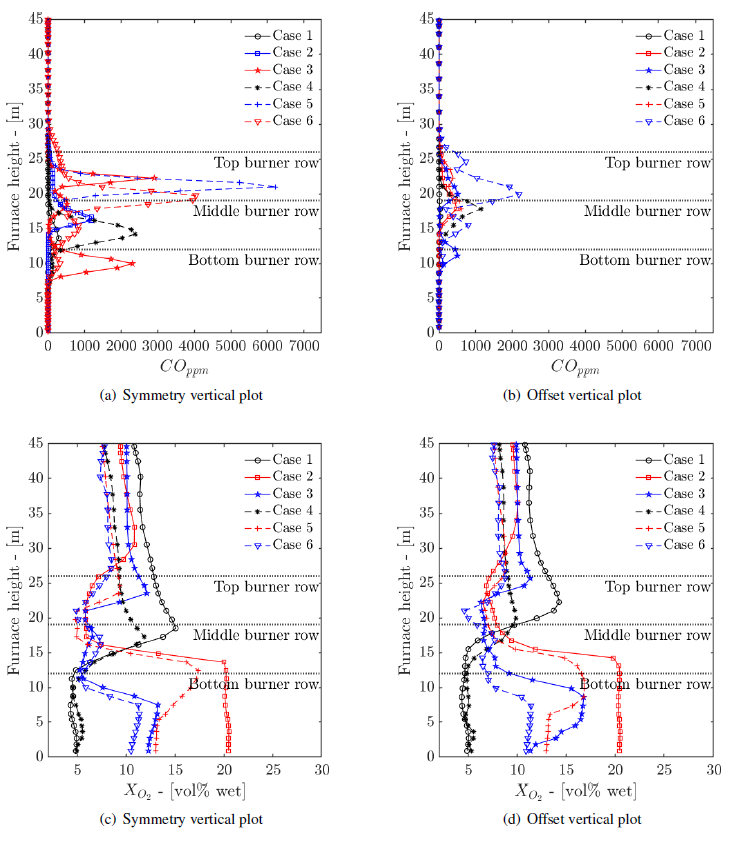 45
40
35
30
25
20
15
10
5
0
Furnace height - [m]
Case 1
Case 2
Case 3
Case 4
Case 5
Case 6
Top burner row
Middle burner row
Bottom burner row
0 1000 2000 3000 4000 5000 6000 7000
CO_ppm
(a) Symmetry vertical plot
45
40
35
30
25
20
15
10
5
0
Furnace height - [m]
Case 1
Case 2
Case 3
Case 4
Case 5
Case 6
Top burner row
Middle burner row
Bottom burner row
0 1000 2000 3000 4000 5000 6000 7000
CO_ppm
(b) Offset vertical plot
45
40
35
30
25
20
15
10
5
0
Furnace height - [m]
Case 1
Case 2
Case 3
Case 4
Case 5
Case 6
Top burner row
Middle burner row
Bottom burner row
5 10 15 20 25 30
X_O2 - [vol% wet]
(c) Symmetry vertical plot
45
40
35
30
25
20
15
10
5
0
Furnace height - [m]
Case 1
Case 2
Case 3
Case 4
Case 5
Case 6
Top burner row
Middle burner row
Bottom burner row
5 10 15 20 25 30
X_O2 - [vol% wet]
(d) Offset vertical plot